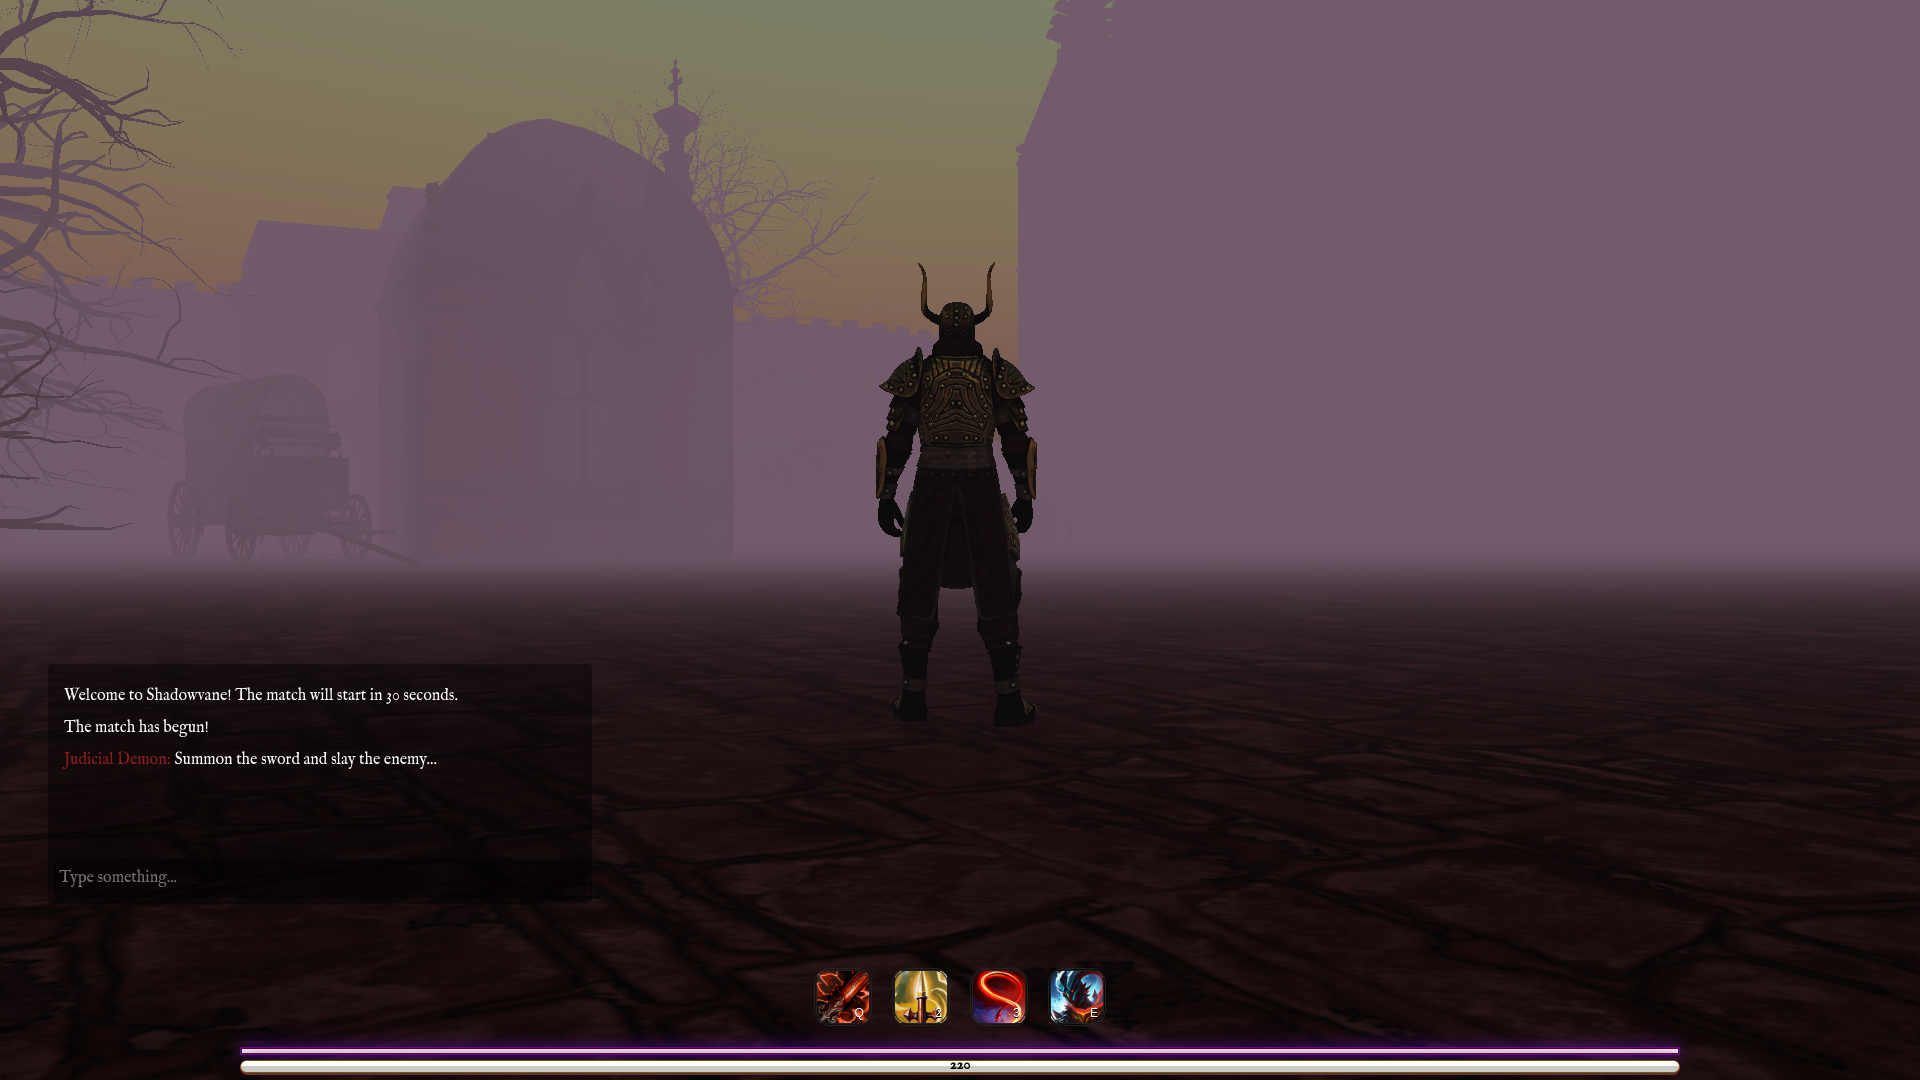 Welcome to Shadowvane! The match will start in 30 seconds.
The match has begun!
Judicial Demon: Summon the sword and slay the enemy...
Type something...
Q
2
3
E
220